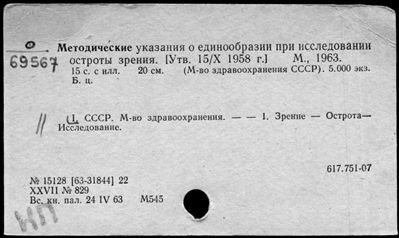 69567
Методические указания о единообразии при исследовании
остроты зрения. [Утв. 15/X 1958 г.] М., 1963.
15 с. с илл. 20 см. (М-во здравоохранения СССР). 5.000 экз.
Б. ц.
1. СССР. М-во здравоохранения. — — 1. Зрение — Острота—
Исследование.
617.751-07
№ 15128 [63-31844] 22
XXVII № 829
Вс. кн. пал. 24 IV 63 М545